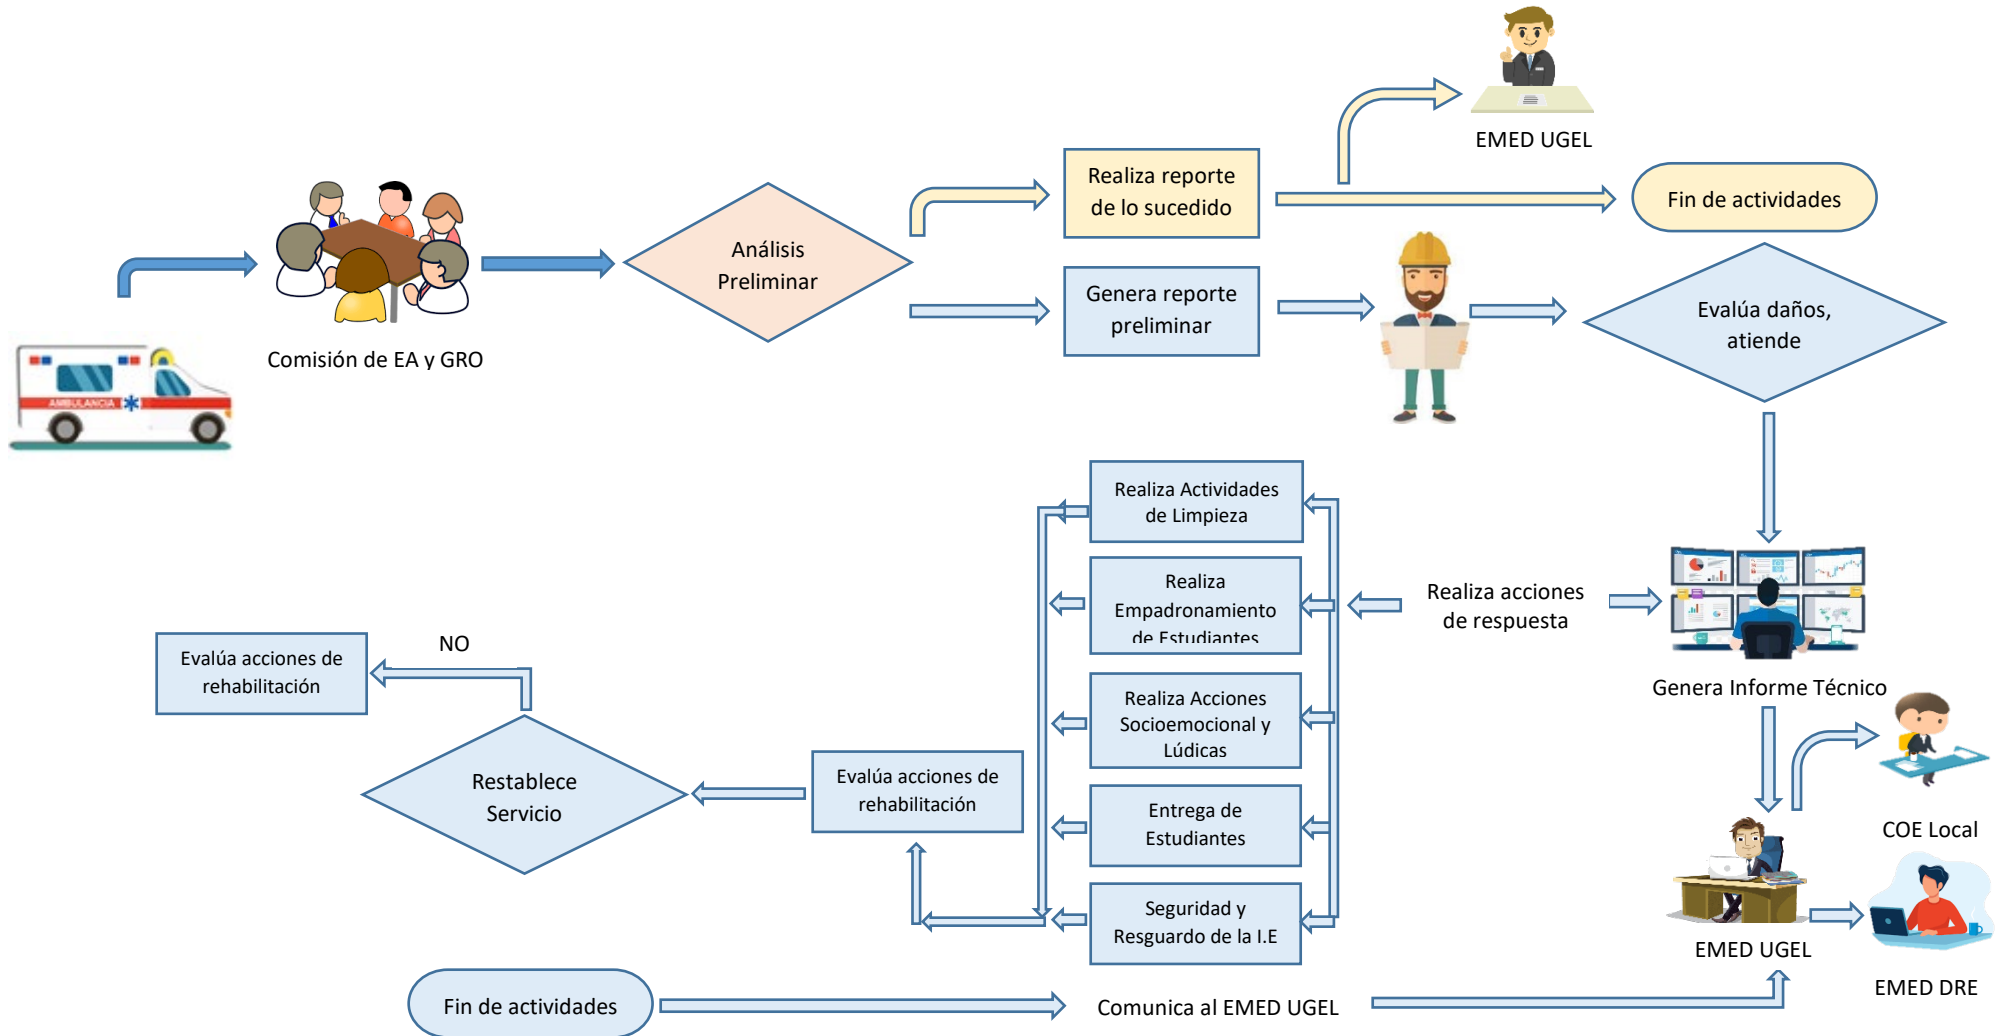 EMED UGEL
Realiza reporte
de lo sucedido
Fin de actividades
Análisis
Preliminar
Genera reporte
preliminar
Evalúa daños,
atiende
Comisión de EA y GRO
AMBULANCIA
Realiza Actividades
de Limpieza
Realiza
Empadronamiento
de Estudiantes
Realiza acciones
de respuesta
Genera Informe Técnico
NO
Evalúa acciones de
rehabilitación
Realiza Acciones
Socioemocional y
Lúdicas
Restablece
Servicio
Evalúa acciones de
rehabilitación
Entrega de
Estudiantes
COE Local
Seguridad y
Resguardo de la I.E
EMED UGEL
EMED DRE
Fin de actividades
Comunica al EMED UGEL